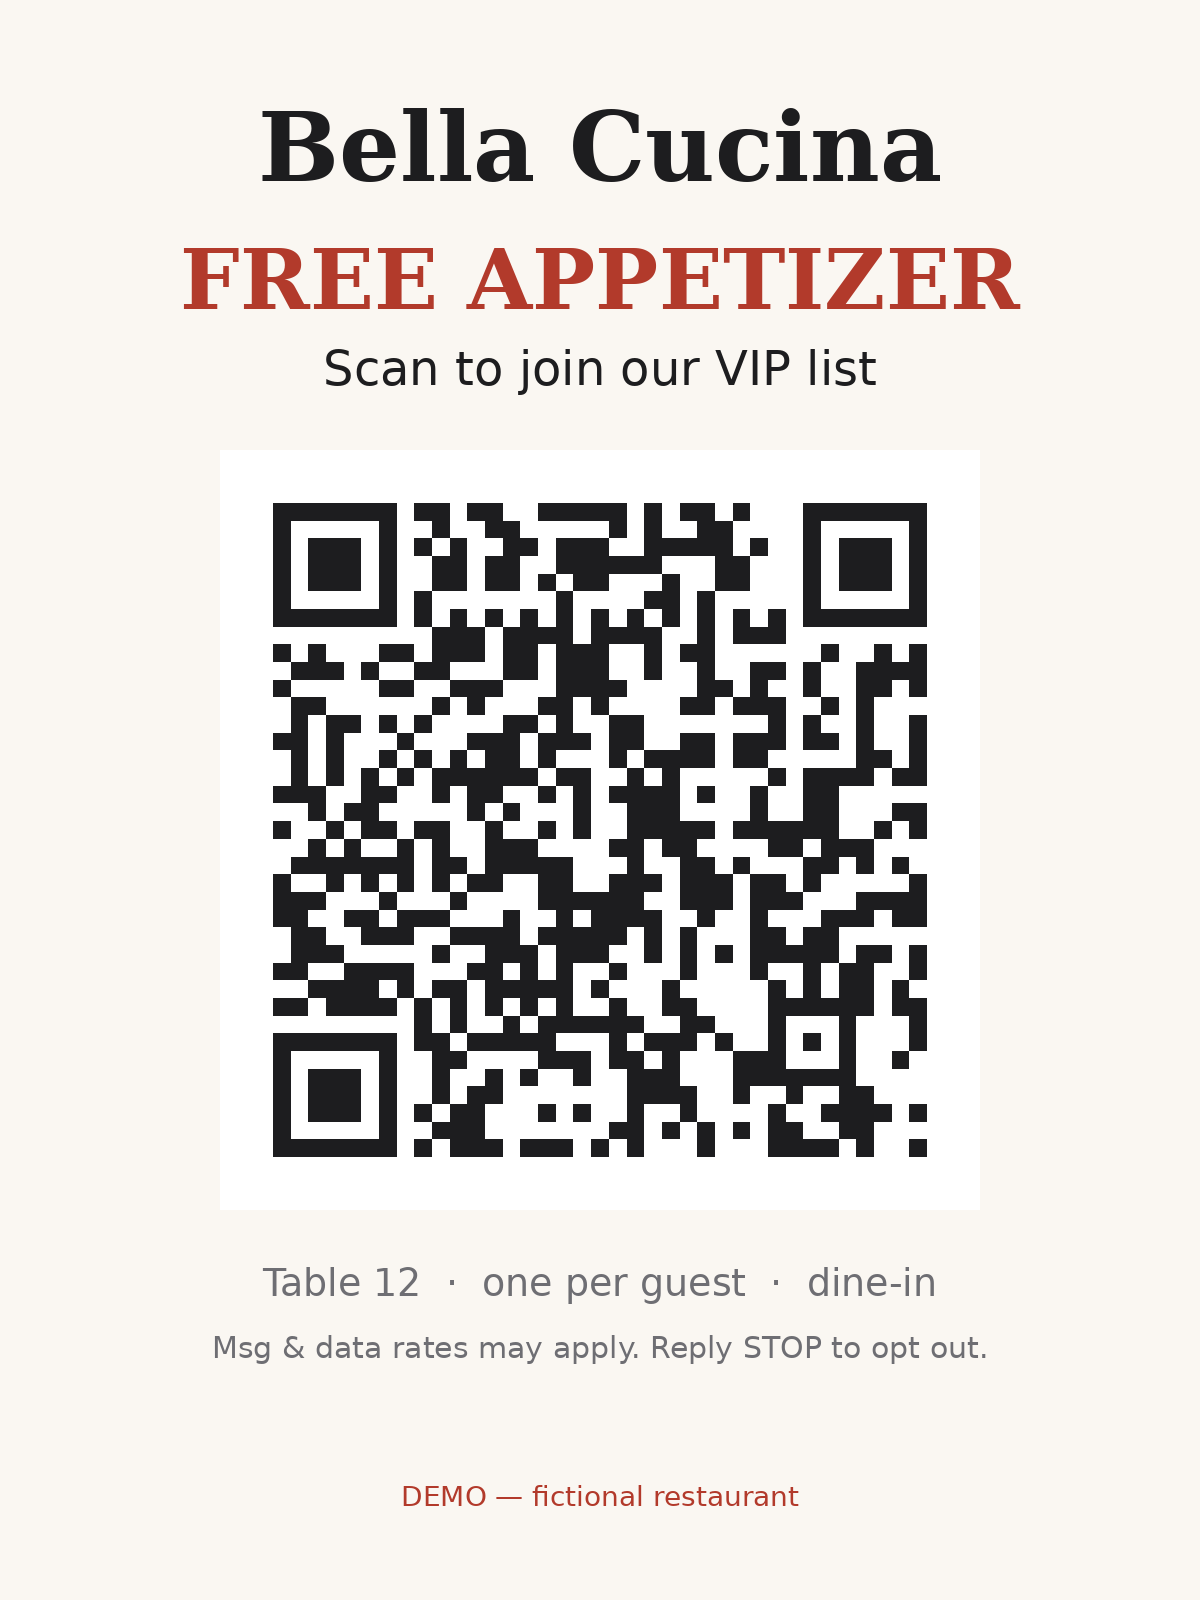 Bella Cucina
FREE APPETIZER
Scan to join our VIP list
Table 12 · one per guest · dine-in
Msg & data rates may apply. Reply STOP to opt out.
DEMO — fictional restaurant